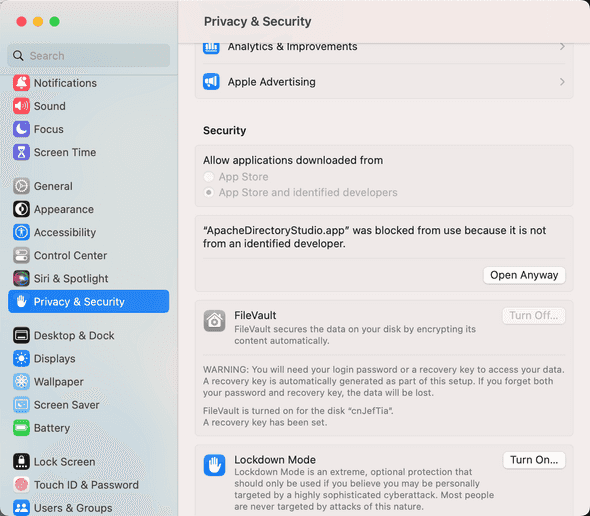 Privacy & Security
Search
Notifications
Sound
Focus
Screen Time
General
Appearance
Accessibility
Control Center
Siri & Spotlight
Privacy & Security
Desktop & Dock
Displays
Wallpaper
Screen Saver
Battery
Lock Screen
Touch ID & Password
Users & Groups
Analytics & Improvements
Apple Advertising
Security
Allow applications downloaded from
App Store
App Store and identified developers
“ApacheDirectoryStudio.app” was blocked from use because it is not
from an identified developer.
Open Anyway
FileVault
Turn Off...
FileVault secures the data on your disk by encrypting its
content automatically.
WARNING: You will need your login password or a recovery key to access your data.
A recovery key is automatically generated as part of this setup. If you forget both
your password and recovery key, the data will be lost.
FileVault is turned on for the disk “cnJefTia”.
A recovery key has been set.
Lockdown Mode
Turn On...
Lockdown Mode is an extreme, optional protection that
should only be used if you believe you may be personally
targeted by a highly sophisticated cyberattack. Most people
are never targeted by attacks of this nature.